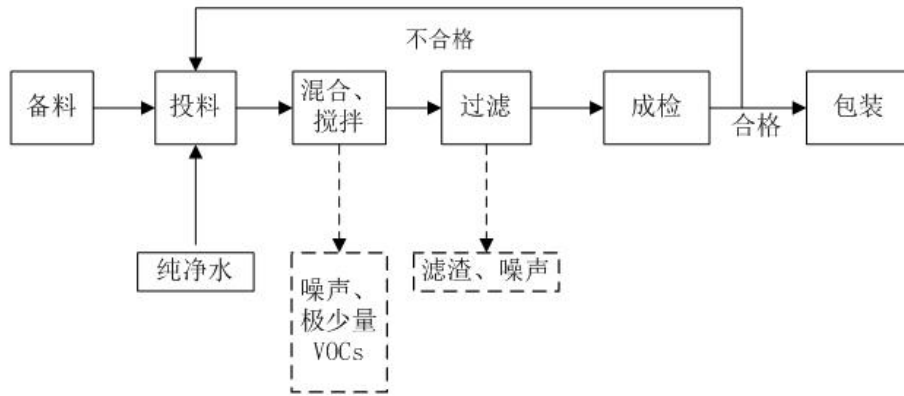 不合格
备料
投料
混合、
搅拌
过滤
成检
合格
包装
纯净水
噪声、
极少量
VOCs
滤渣、噪声